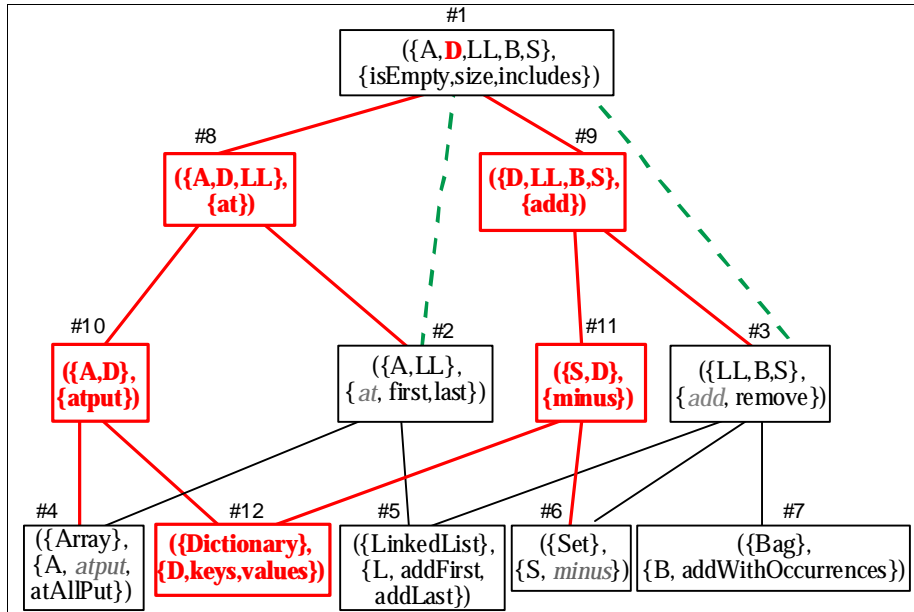 #1
({A,D,LL,B,S},
{isEmpty,size,includes})
#8
({A,D,LL},
{at})
#9
({D,LL,B,S},
{add})
#10
({A,D},
{atput})
#2
({A,LL},
{at, first,last})
#11
({S,D},
{minus})
#3
({LL,B,S},
{add, remove})
#4
({Array},
{A, atput,
atAllPut})
#12
({Dictionary},
{D,keys,values})
#5
({LinkedList},
{L, addFirst,
addLast})
#6
({Set},
{S, minus})
#7
({Bag},
{B, addWithOccurrences})